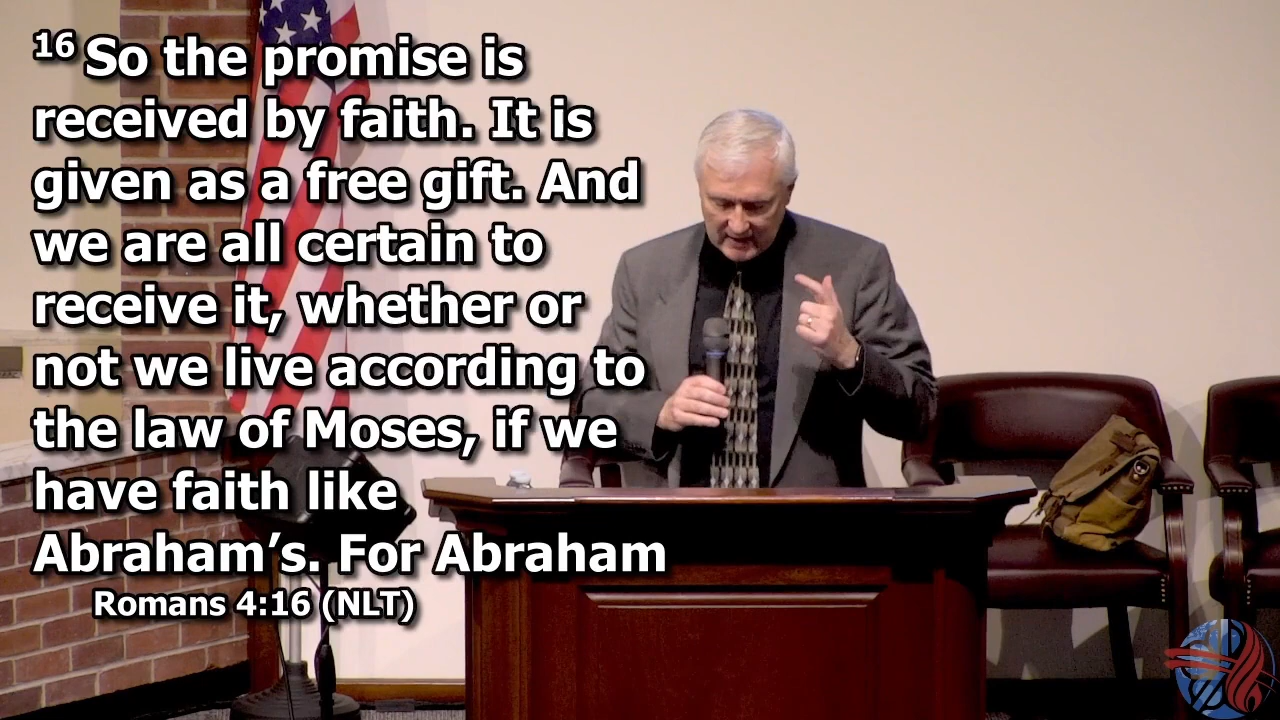 16 So the promise is
received by faith. It is
given as a free gift. And
we are all certain to
receive it, whether or
not we live according to
the law of Moses, if we
have faith like
Abraham’s. For Abraham
Romans 4:16 (NLT)